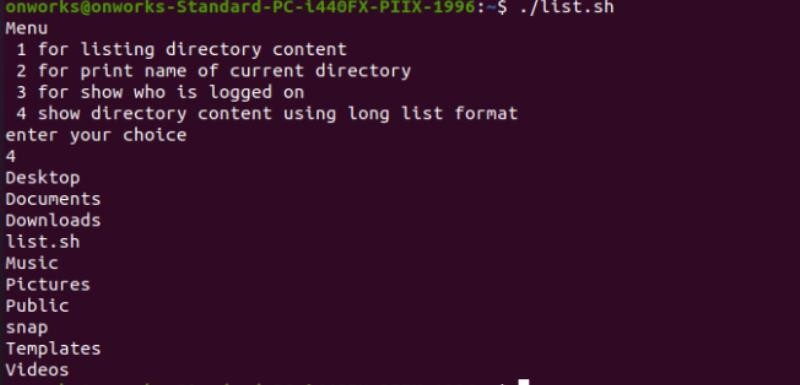 onworks@onworks-Standard-PC-i440FX-PIIX-1996:~$ ./list.sh
Menu
 1 for listing directory content
 2 for print name of current directory
 3 for show who is logged on
 4 show directory content using long list format
enter your choice
4
Desktop
Documents
Downloads
list.sh
Music
Pictures
Public
snap
Templates
Videos